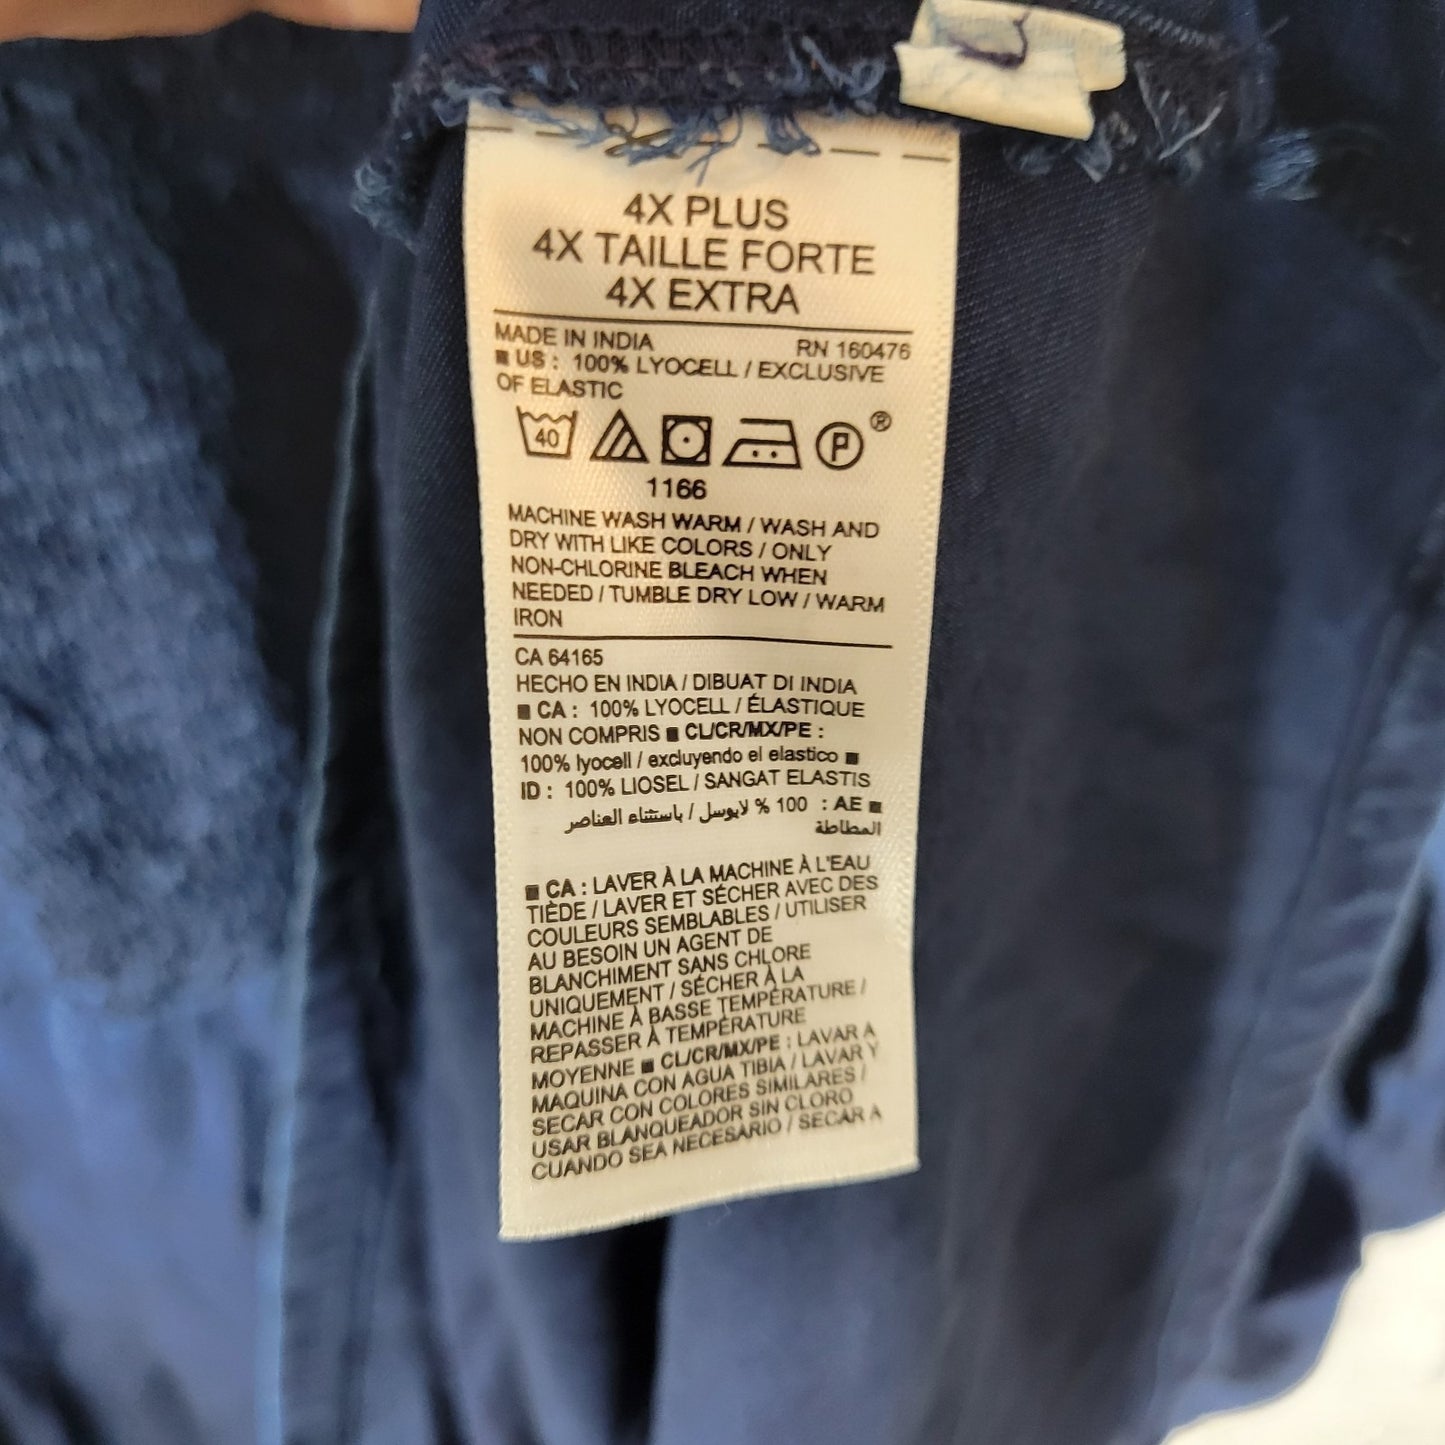 4X PLUS
4X TAILLE FORTE
4X EXTRA
MADE IN INDIA RN 160476
■ US : 100% LYOCELL / EXCLUSIVE
OF ELASTIC
40 P ®
1166
MACHINE WASH WARM / WASH AND
DRY WITH LIKE COLORS / ONLY
NON-CHLORINE BLEACH WHEN
NEEDED / TUMBLE DRY LOW / WARM
IRON
CA 64165
HECHO EN INDIA / DIBUAT DI INDIA
■ CA : 100% LYOCELL / ÉLASTIQUE
NON COMPRIS ■ CL/CR/MX/PE :
100% lyocell / excluyendo el elastico ■
ID : 100% LIOSEL / SANGAT ELASTIS
■ AE : 100 % لايوسل / باستثناء العناصر
المطاطة
■ CA : LAVER À LA MACHINE À L'EAU
TIÈDE / LAVER ET SÉCHER AVEC DES
COULEURS SEMBLABLES / UTILISER
AU BESOIN UN AGENT DE
BLANCHIMENT SANS CHLORE
UNIQUEMENT / SÉCHER À LA
MACHINE À BASSE TEMPÉRATURE /
REPASSER À TEMPÉRATURE
MOYENNE ■ CL/CR/MX/PE : LAVAR A
MAQUINA CON AGUA TIBIA / LAVAR Y
SECAR CON COLORES SIMILARES /
USAR BLANQUEADOR SIN CLORO
CUANDO SEA NECESARIO / SECAR A